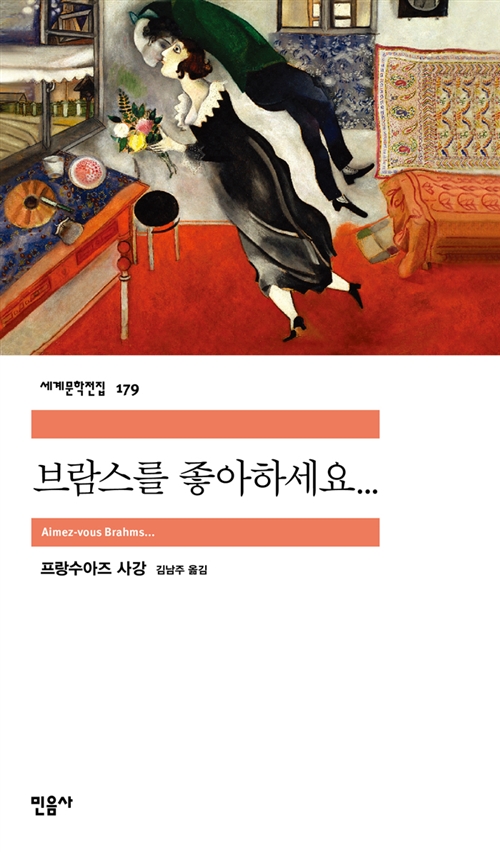 세계문학전집 179
브람스를 좋아하세요...
Aimez-vous Brahms...
프랑수아즈 사강 김남주 옮김
민음사